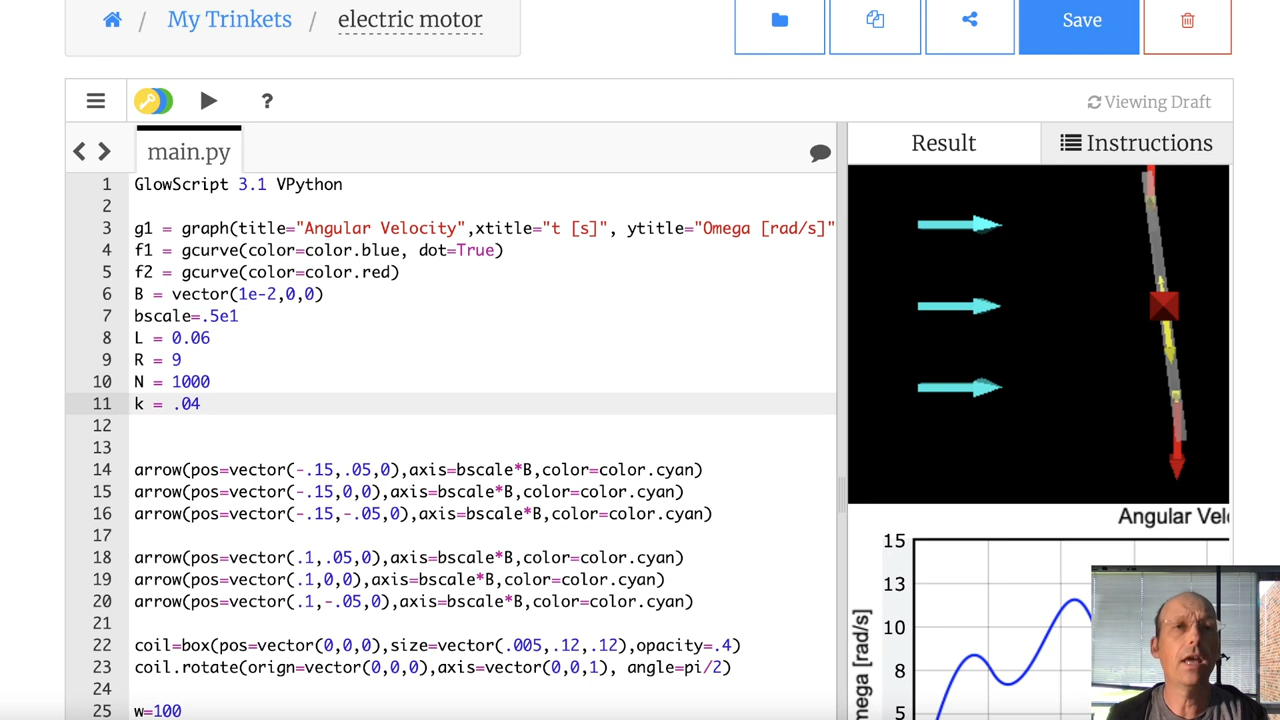 / My Trinkets / electric motor
Save
? Viewing Draft
main.py
Result Instructions
1 GlowScript 3.1 VPython
2
3 g1 = graph(title="Angular Velocity",xtitle="t [s]", ytitle="Omega [rad/s]"
4 f1 = gcurve(color=color.blue, dot=True)
5 f2 = gcurve(color=color.red)
6 B = vector(1e-2,0,0)
7 bscale=.5e1
8 L = 0.06
9 R = 9
10 N = 1000
11 k = .04
12
13
14 arrow(pos=vector(-.15,.05,0),axis=bscale*B,color=color.cyan)
15 arrow(pos=vector(-.15,0,0),axis=bscale*B,color=color.cyan)
16 arrow(pos=vector(-.15,-.05,0),axis=bscale*B,color=color.cyan)
17
18 arrow(pos=vector(.1,.05,0),axis=bscale*B,color=color.cyan)
19 arrow(pos=vector(.1,0,0),axis=bscale*B,color=color.cyan)
20 arrow(pos=vector(.1,-.05,0),axis=bscale*B,color=color.cyan)
21
22 coil=box(pos=vector(0,0,0),size=vector(.005,.12,.12),opacity=.4)
23 coil.rotate(orign=vector(0,0,0),axis=vector(0,0,1), angle=pi/2)
24
25 w=100
Angular Vel
15
13
10
8
5
mega [rad/s]